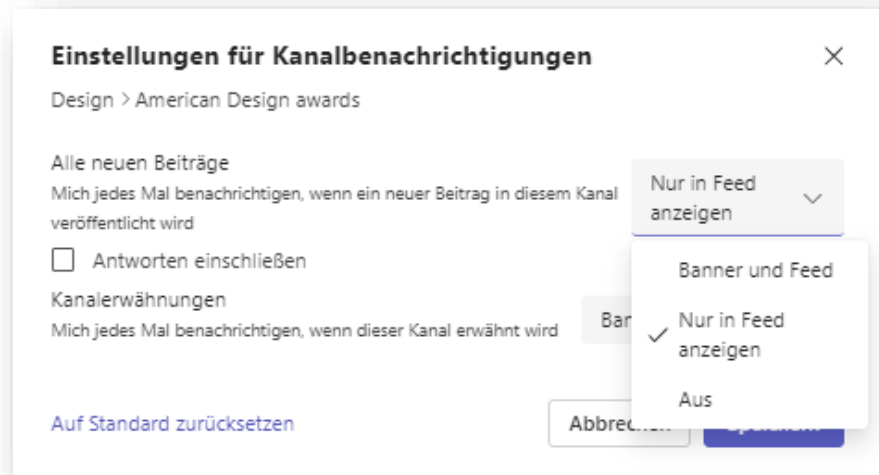 Einstellungen für Kanalbenachrichtigungen
Design > American Design awards
Alle neuen Beiträge
Mich jedes Mal benachrichtigen, wenn ein neuer Beitrag in diesem Kanal
veröffentlicht wird
Nur in Feed
anzeigen
Antworten einschließen
Banner und Feed
Nur in Feed
anzeigen
Aus
Kanalerwähnungen
Mich jedes Mal benachrichtigen, wenn dieser Kanal erwähnt wird
Auf Standard zurücksetzen